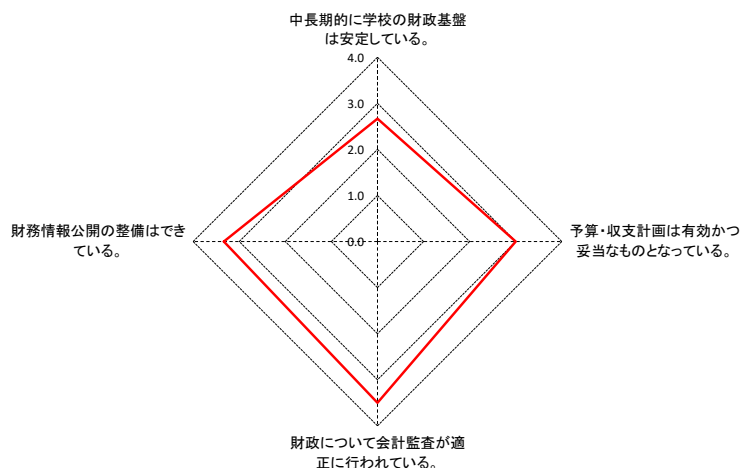 中長期的に学校の財政基盤
は安定している。
4.0
3.0
2.0
1.0
0.0
財務情報公開の整備はでき
ている。
予算・収支計画は有効かつ
妥当なものとなっている。
財政について会計監査が適
正に行われている。